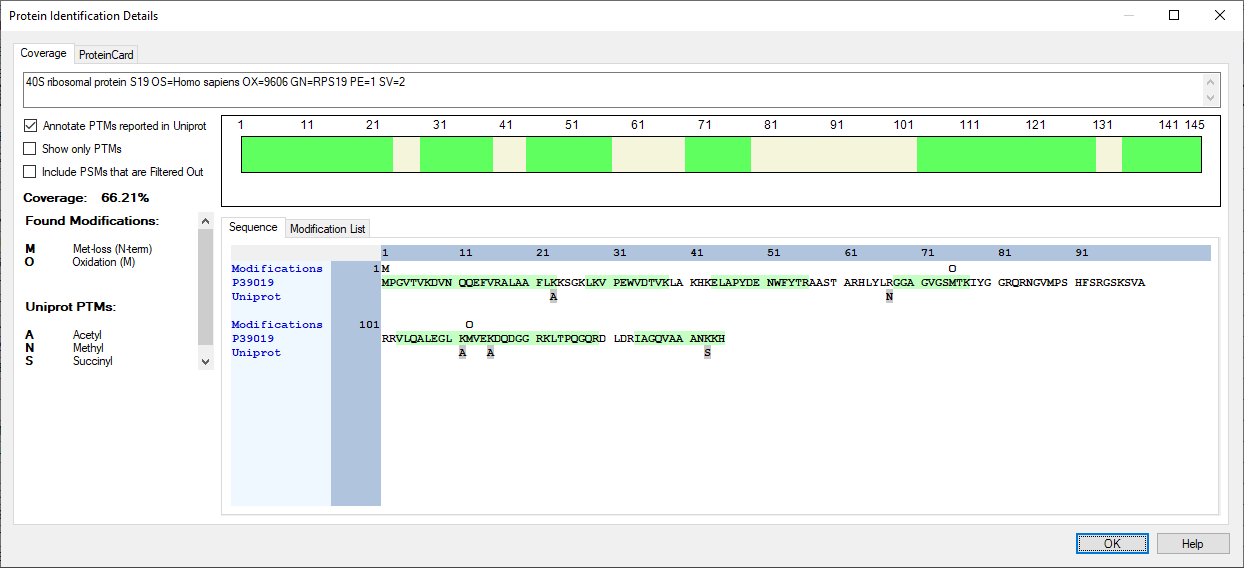 Protein Identification Details
Coverage ProteinCard
40S ribosomal protein S19 OS=Homo sapiens OX=9606 GN=RPS19 PE=1 SV=2
Annotate PTMs reported in Uniprot
Show only PTMs
Include PSMs that are Filtered Out
Coverage: 66.21%
Found Modifications:
M Met-loss (N-term)
O Oxidation (M)
Uniprot PTMs:
A Acetyl
N Methyl
S Succinyl
1 11 21 31 41 51 61 71 81 91 101 111 121 131 141 145
Sequence Modification List
1 11 21 31 41 51 61 71 81 91
Modifications 1 M O
P39019 MPGVTVKDVN QQEFVRALAA FLKKSGKLKV PEWVDTVKLA KHKELAPYDE NWFYTRAAST ARHLYLRGGA GVGSMTKIYG GRQRNGVMPS HFSRGSKSVA
Uniprot A N
Modifications 101 O
P39019 RRVLQALEGL KMVEKDQDGG RKLTPQGQRD LDRIAGQVAA ANKKH
Uniprot A A S
OK Help